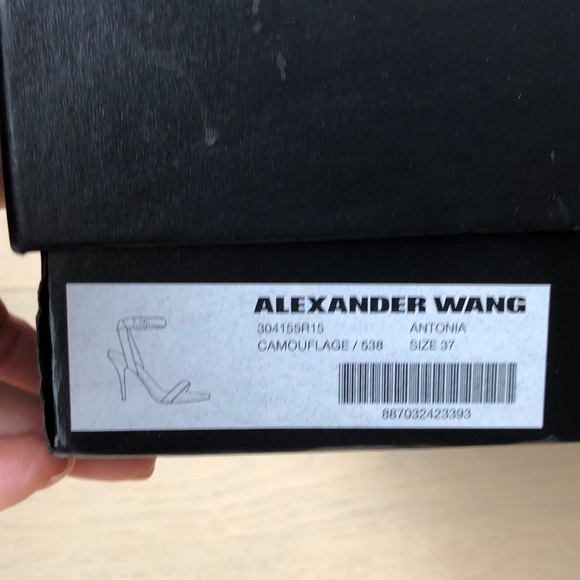 ALEXANDER WANG
304155R15 ANTONIA
CAMOUFLAGE / 538 SIZE 37
887032423393